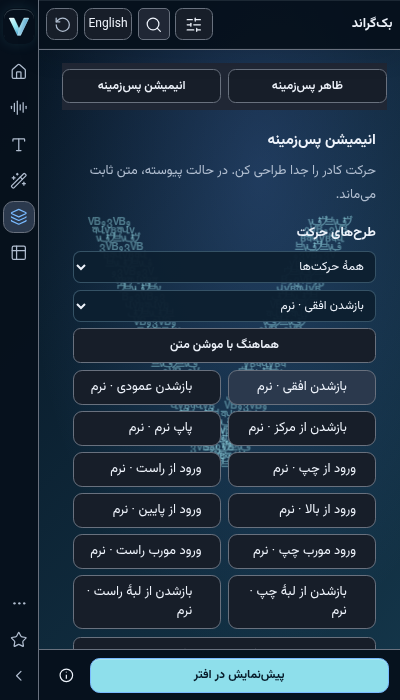 بک‌گراند
English
ظاهر پس‌زمینه
انیمیشن پس‌زمینه
انیمیشن پس‌زمینه
حرکت کادر را جدا طراحی کن. در حالت پیوسته، متن ثابت
می‌ماند.
طرح‌های حرکت
همهٔ حرکت‌ها
بازشدن افقی · نرم
هماهنگ با موشن متن
بازشدن افقی · نرم
بازشدن عمودی · نرم
بازشدن از مرکز · نرم
پاپ نرم · نرم
ورود از چپ · نرم
ورود از راست · نرم
ورود از بالا · نرم
ورود از پایین · نرم
ورود مورب چپ · نرم
ورود مورب راست · نرم
بازشدن از لبهٔ چپ ·
نرم
بازشدن از لبهٔ راست ·
نرم
پیش‌نمایش در افتر